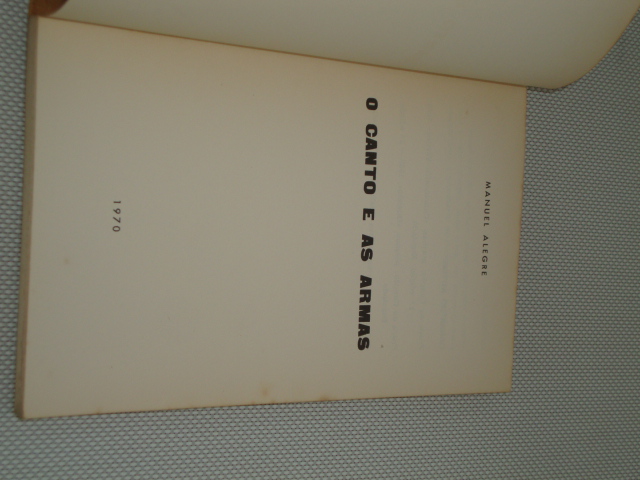 MANUEL ALEGRE
O CANTO E AS ARMAS
1970